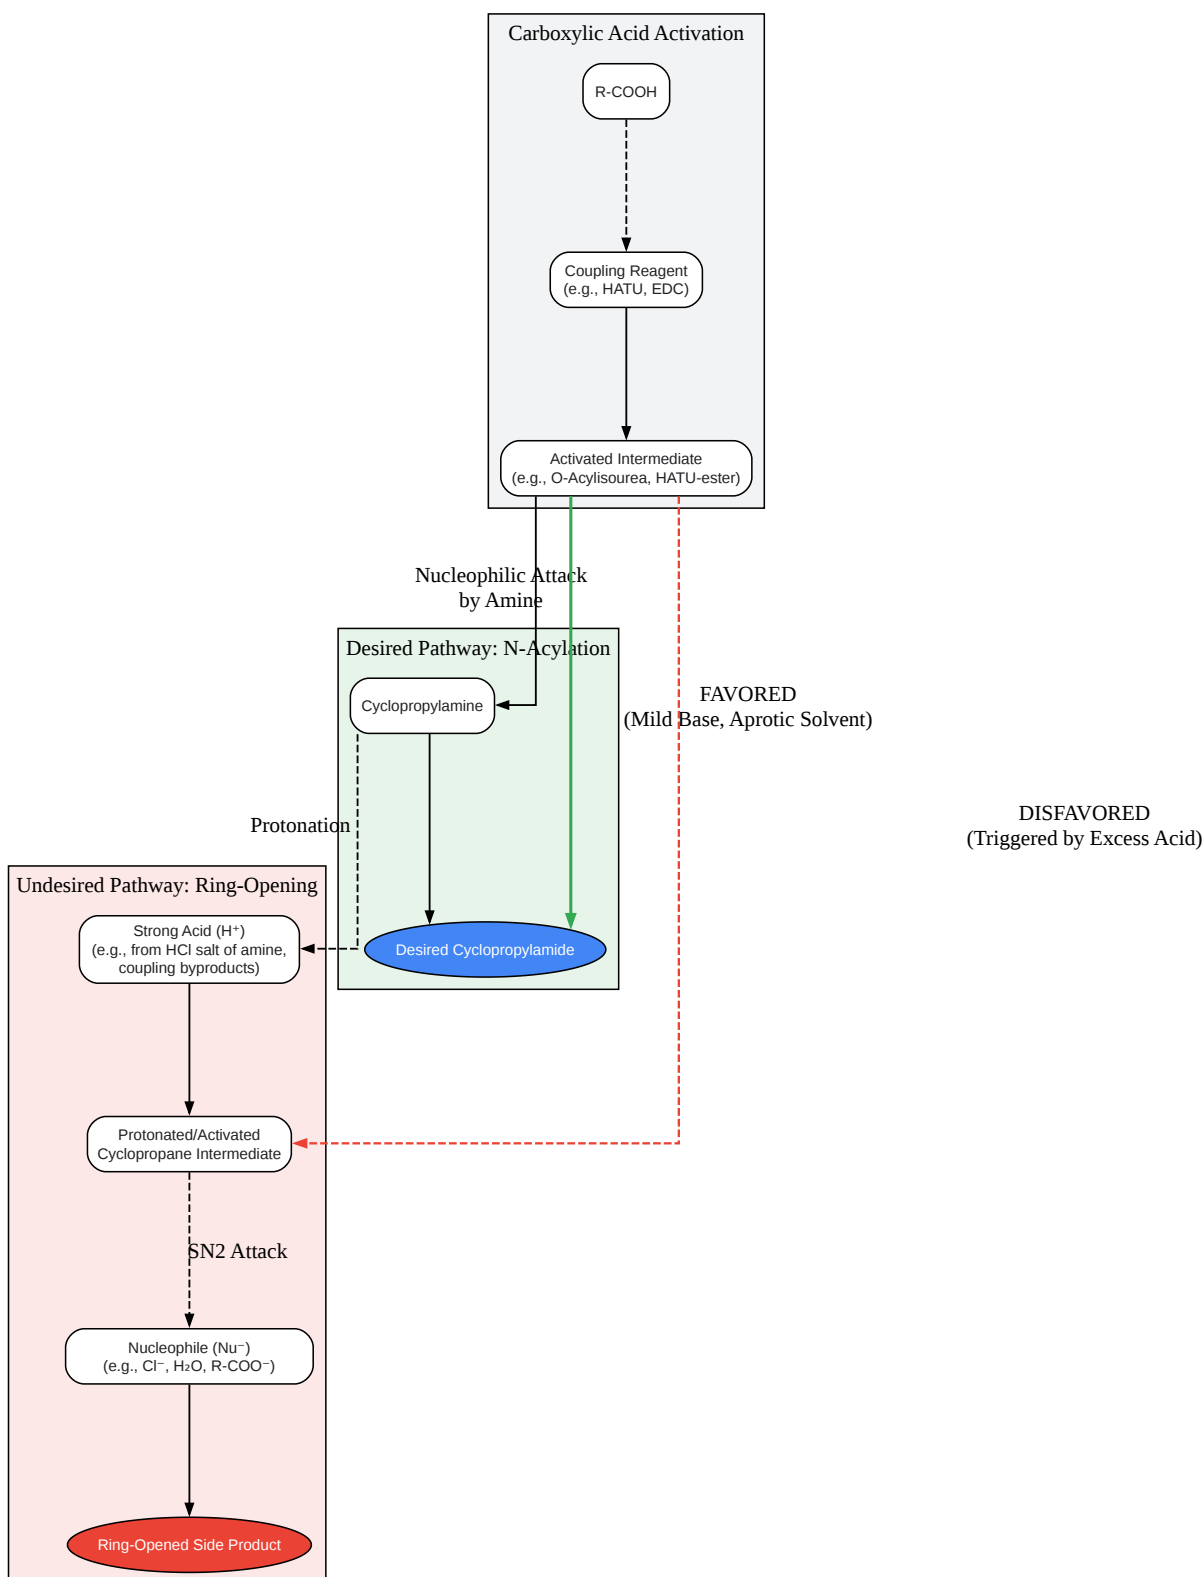 Carboxylic Acid Activation
R-COOH
Coupling Reagent
(e.g., HATU, EDC)
Activated Intermediate
(e.g., O-Acylisourea, HATU-ester)
Nucleophilic Attack
by Amine
Desired Pathway: N-Acylation
Cyclopropylamine
FAVORED
(Mild Base, Aprotic Solvent)
Protonation
DISFAVORED
(Triggered by Excess Acid)
Undesired Pathway: Ring-Opening
Strong Acid (H⁺)
(e.g., from HCl salt of amine,
coupling byproducts)
Desired Cyclopropylamide
Protonated/Activated
Cyclopropane Intermediate
SN2 Attack
Nucleophile (Nu⁻)
(e.g., Cl⁻, H₂O, R-COO⁻)
Ring-Opened Side Product